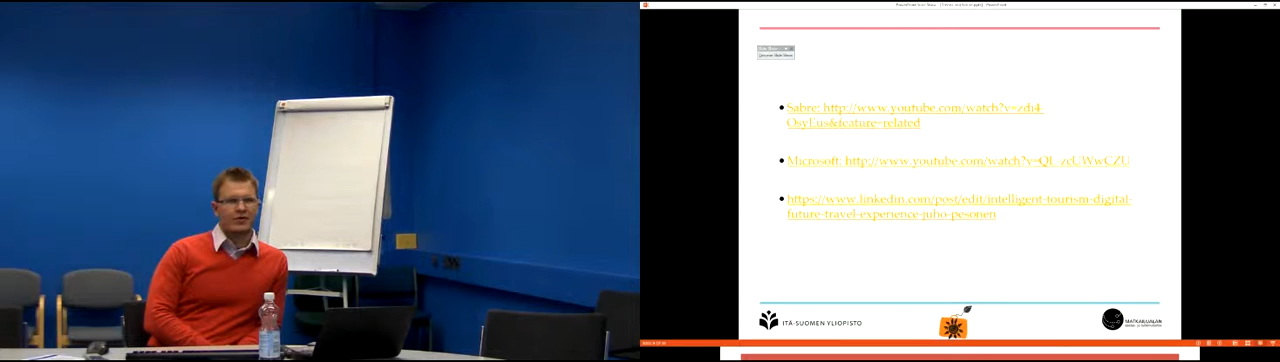 Sabre: http://www.youtube.com/watch?v=zdi4-
OsyEus&feature=related
Microsoft: http://www.youtube.com/watch?v=QL_zcUWwCZU
https://www.linkedin.com/post/edit/intelligent-tourism-digital-
future-travel-experience-juho-pesonen
ITÄ-SUOMEN YLIOPISTO
MATKAILUALAN